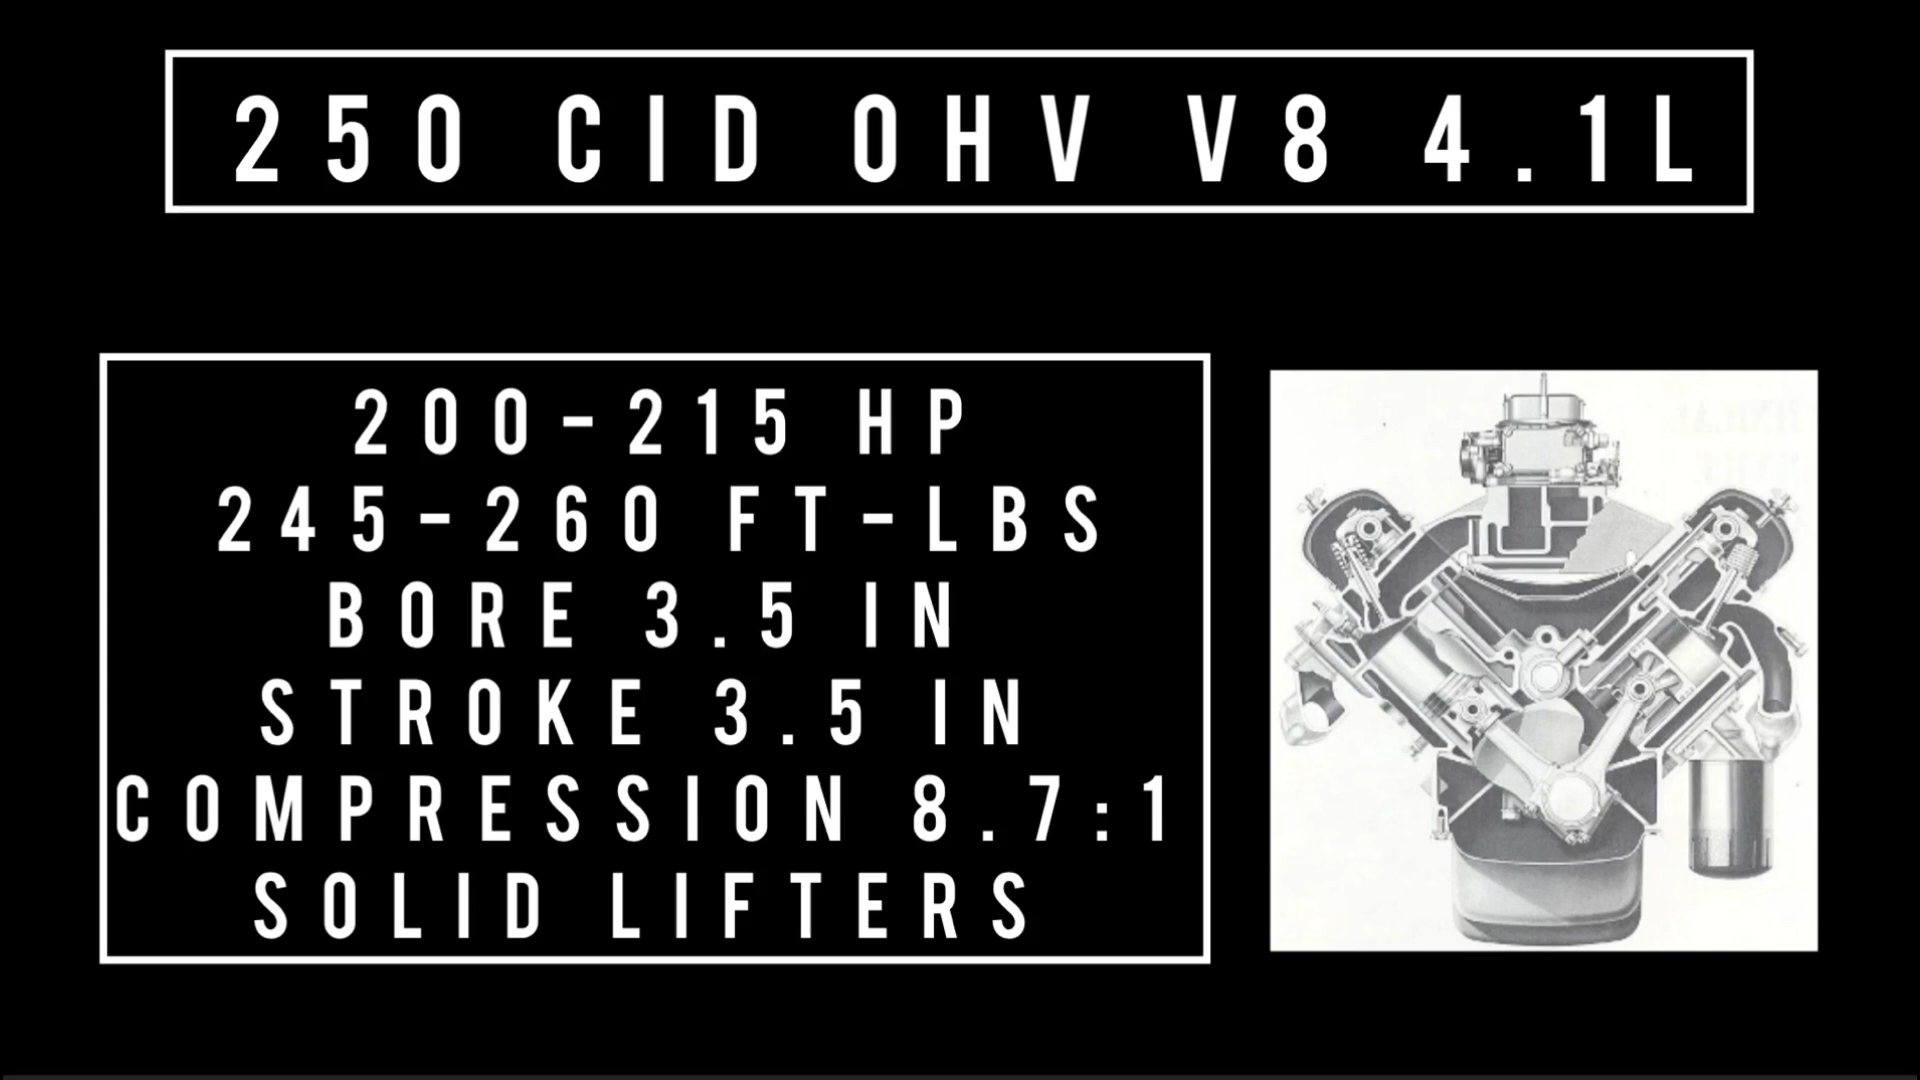 250 CID OHV V8 4.1L
200-215 HP
245-260 FT-LBS
BORE 3.5 IN
STROKE 3.5 IN
COMPRESSION 8.7:1
SOLID LIFTERS